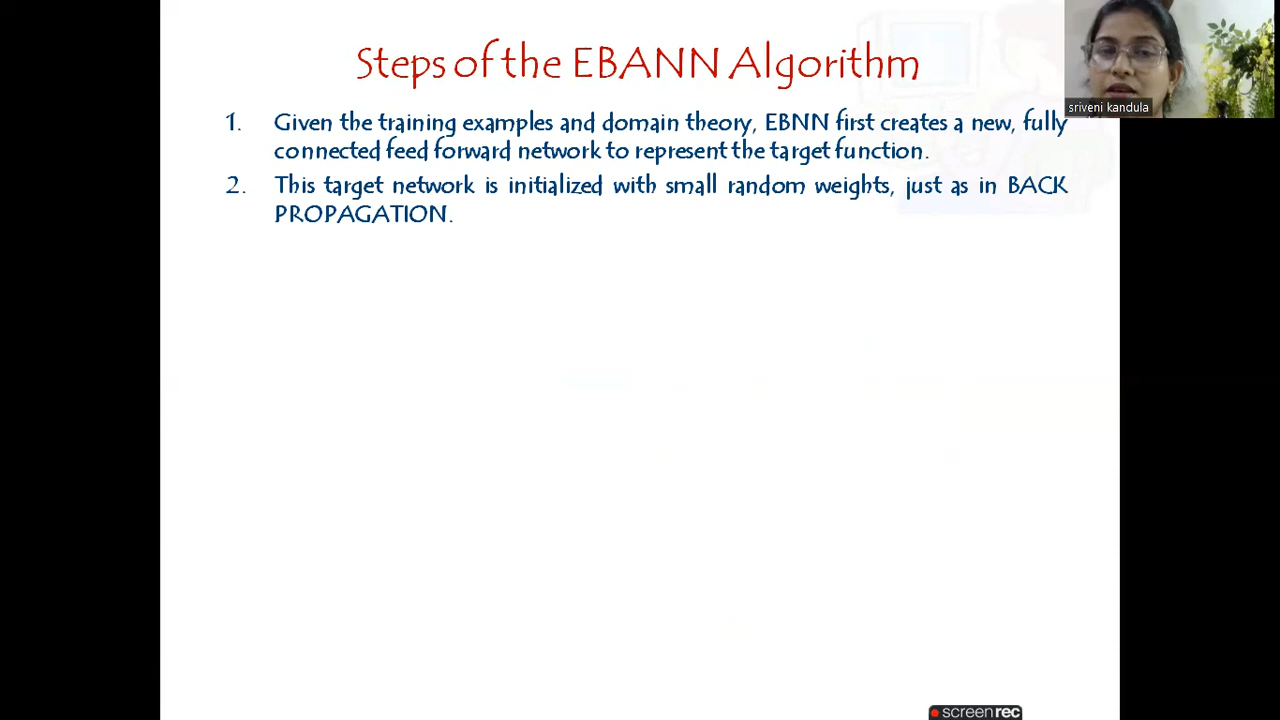 Steps of the EBANN Algorithm
sriveni kandula
1. Given the training examples and domain theory, EBNN first creates a new, fully
connected feed forward network to represent the target function.
2. This target network is initialized with small random weights, just as in BACK
PROPAGATION.
screenrec